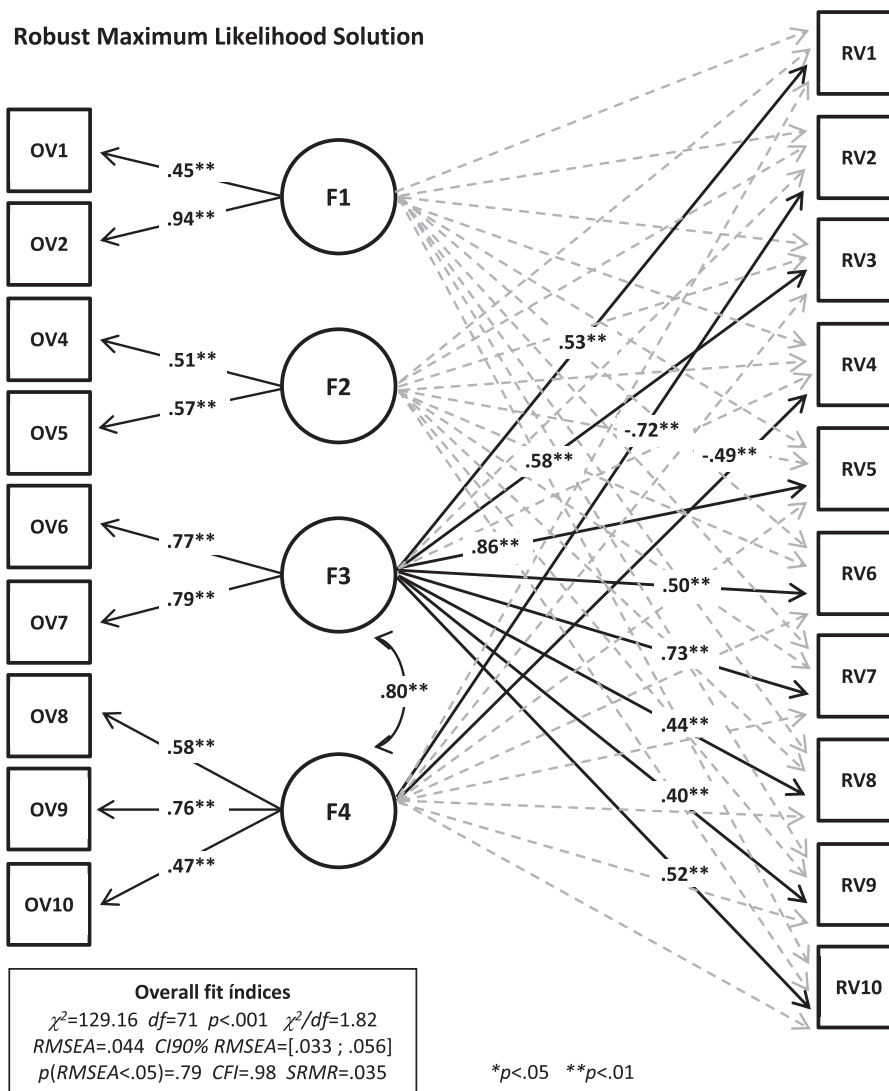 Robust Maximum Likelihood Solution
OV1
OV2
OV4
OV5
OV6
OV7
OV8
OV9
OV10
.45**
.94**
.51**
.57**
.77**
.79**
.58**
.76**
.47**
F1
F2
F3
F4
.80**
.53**
-.72**
.58**
-.49**
.86**
.50**
.73**
.44**
.40**
.52**
RV1
RV2
RV3
RV4
RV5
RV6
RV7
RV8
RV9
RV10
Overall fit índices
χ²=129.16 df=71 p<.001 χ²/df=1.82
RMSEA=.044 CI90% RMSEA=[.033 ; .056]
p(RMSEA<.05)=.79 CFI=.98 SRMR=.035
*p<.05 **p<.01